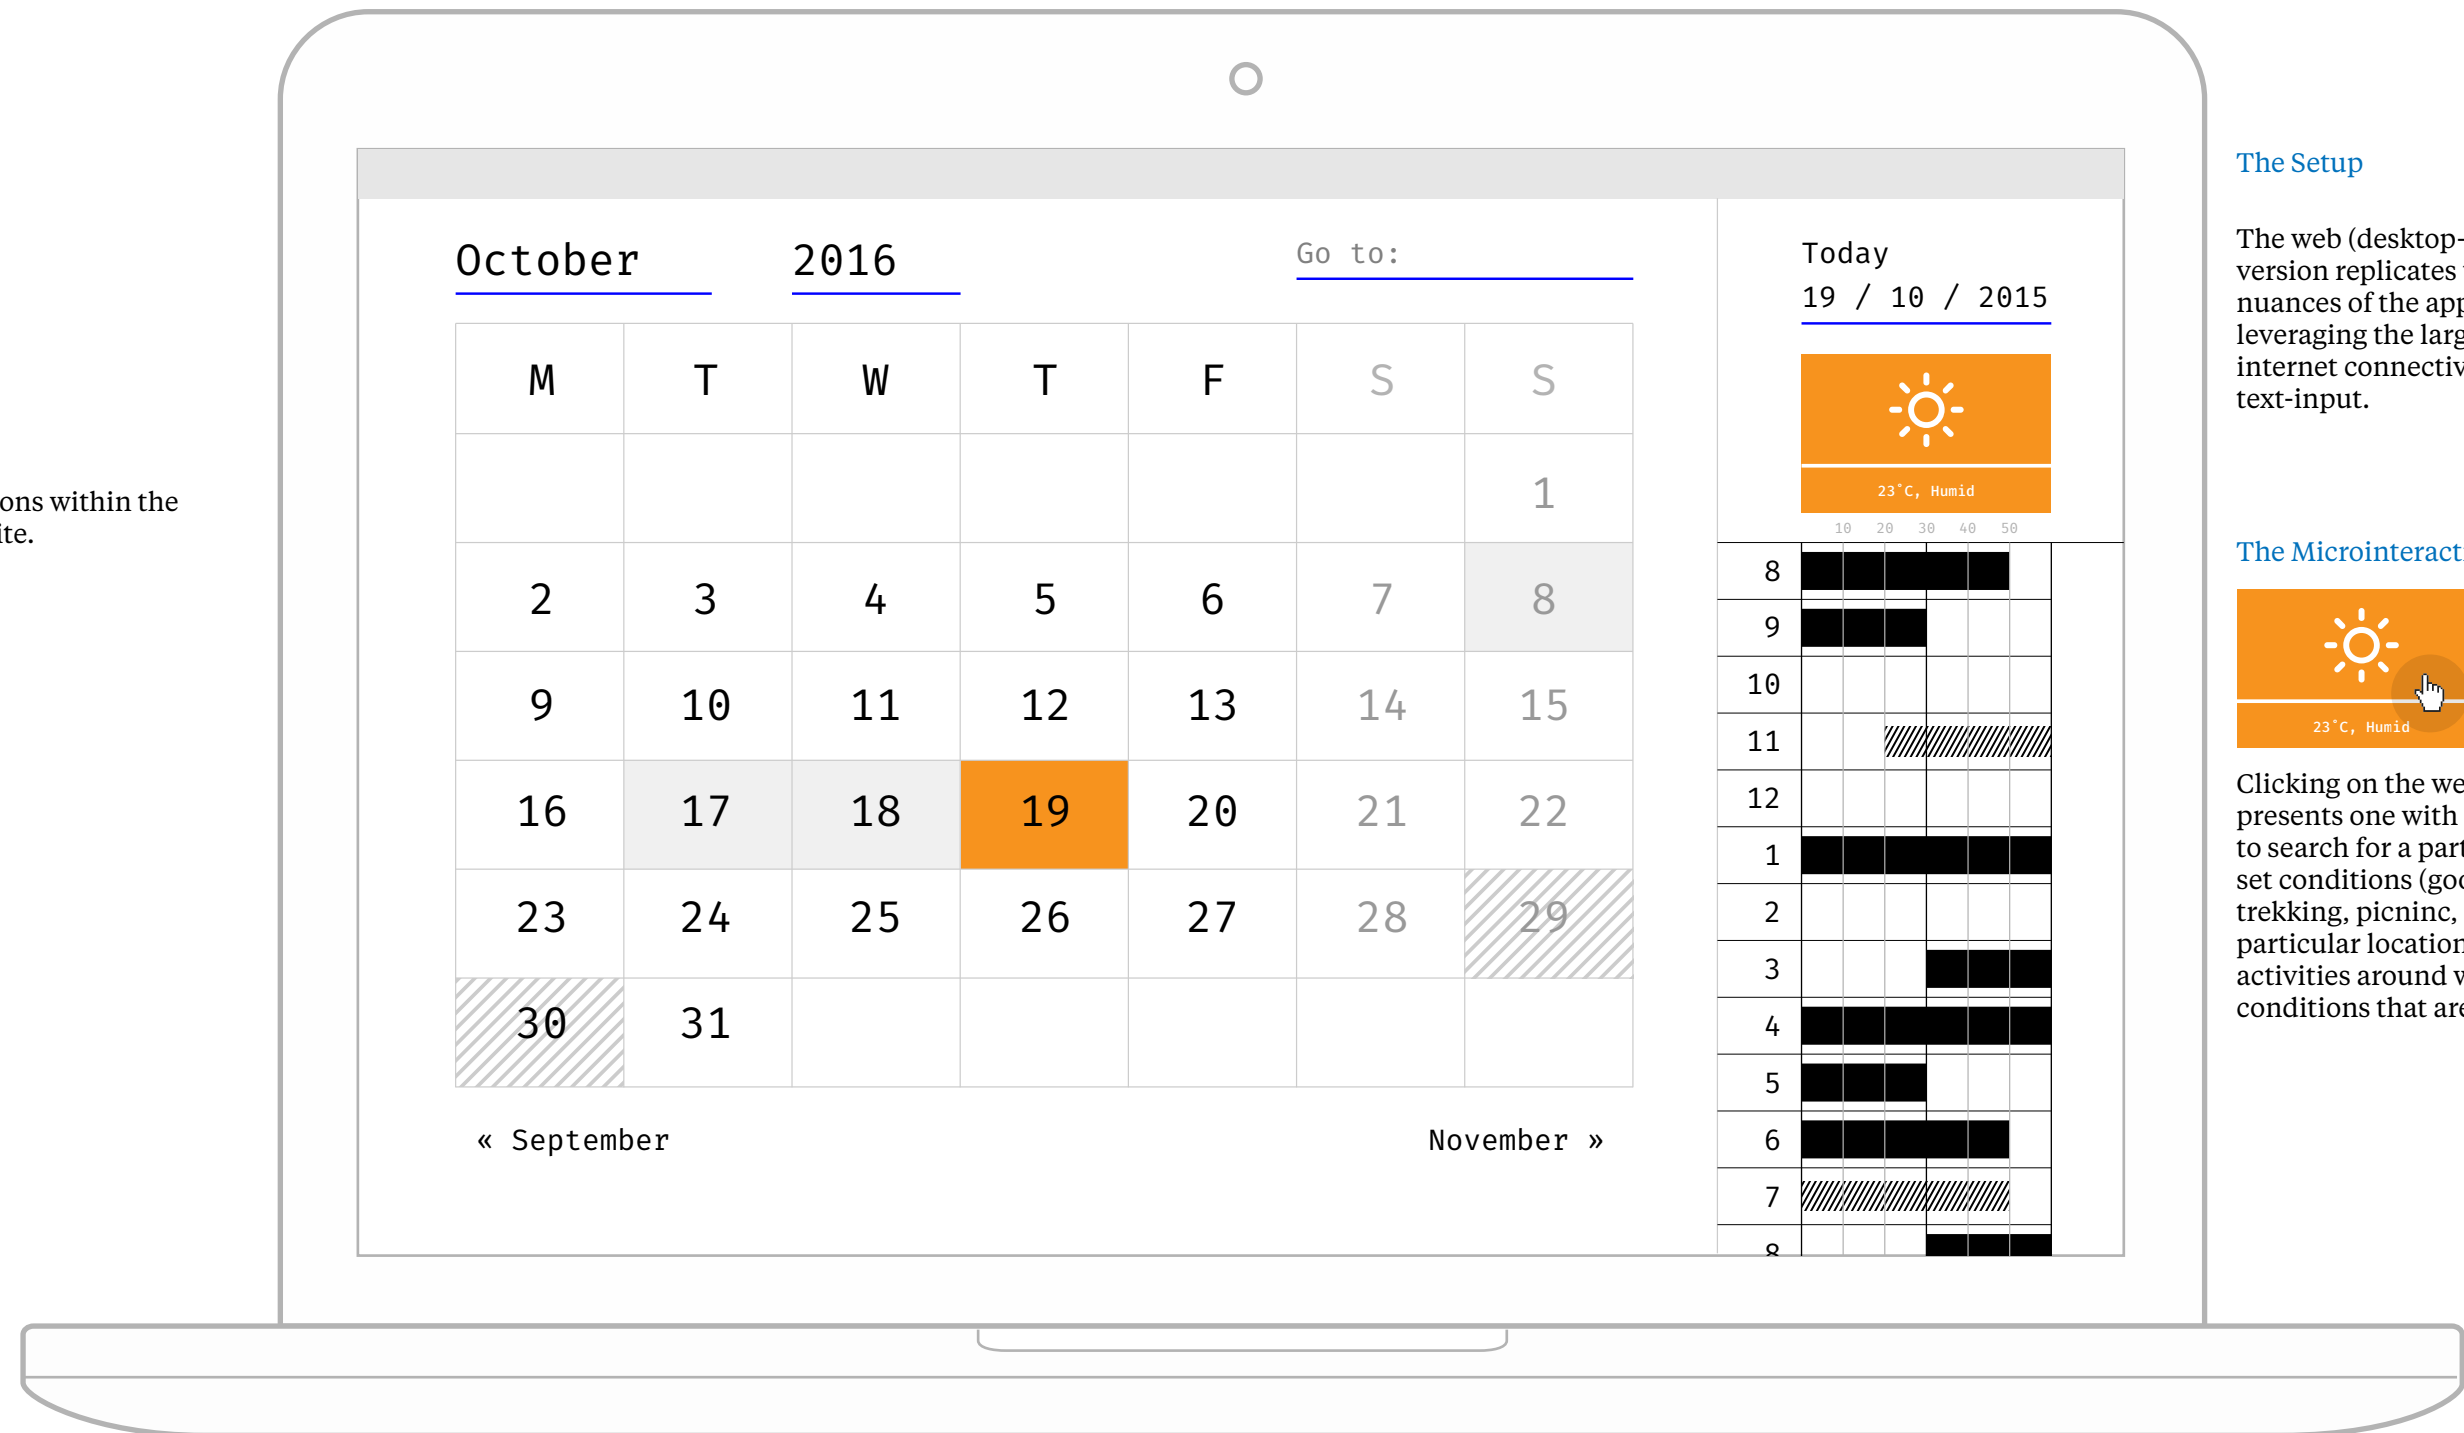 ons within the
ite.
October 2016 Go to:
M T W T F S S
1
2 3 4 5 6 7 8
9 10 11 12 13 14 15
16 17 18 19 20 21 22
23 24 25 26 27 28 29
30 31
« September November »
Today
19 / 10 / 2015
23°C, Humid
10 20 30 40 50
8
9
10
11
12
1
2
3
4
5
6
7
8
The Setup
The web (desktop-
version replicates
nuances of the app
leveraging the larg
internet connectiv
text-input.
The Microinteract
23°C, Humid
Clicking on the we
presents one with
to search for a part
set conditions (goo
trekking, picninc,
particular location
activities around
conditions that are